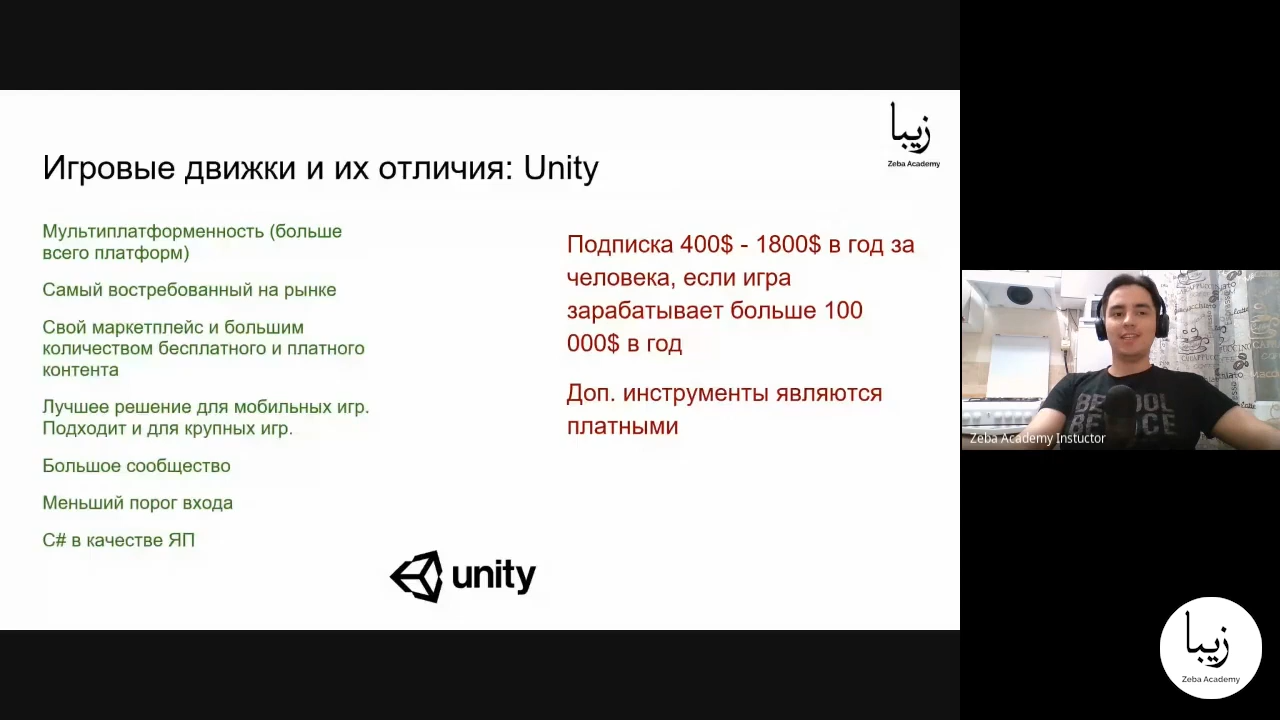 زيبا
Zeba Academy
Игровые движки и их отличия: Unity
Мультиплатформенность (больше
всего платформ)
Самый востребованный на рынке
Свой маркетплейс и большим
количеством бесплатного и платного
контента
Лучшее решение для мобильных игр.
Подходит и для крупных игр.
Большое сообщество
Меньший порог входа
C# в качестве ЯП
Подписка 400$ - 1800$ в год за
человека, если игра
зарабатывает больше 100
000$ в год
Доп. инструменты являются
платными
unity
Zeba Academy Instuctor
زيبا
Zeba Academy